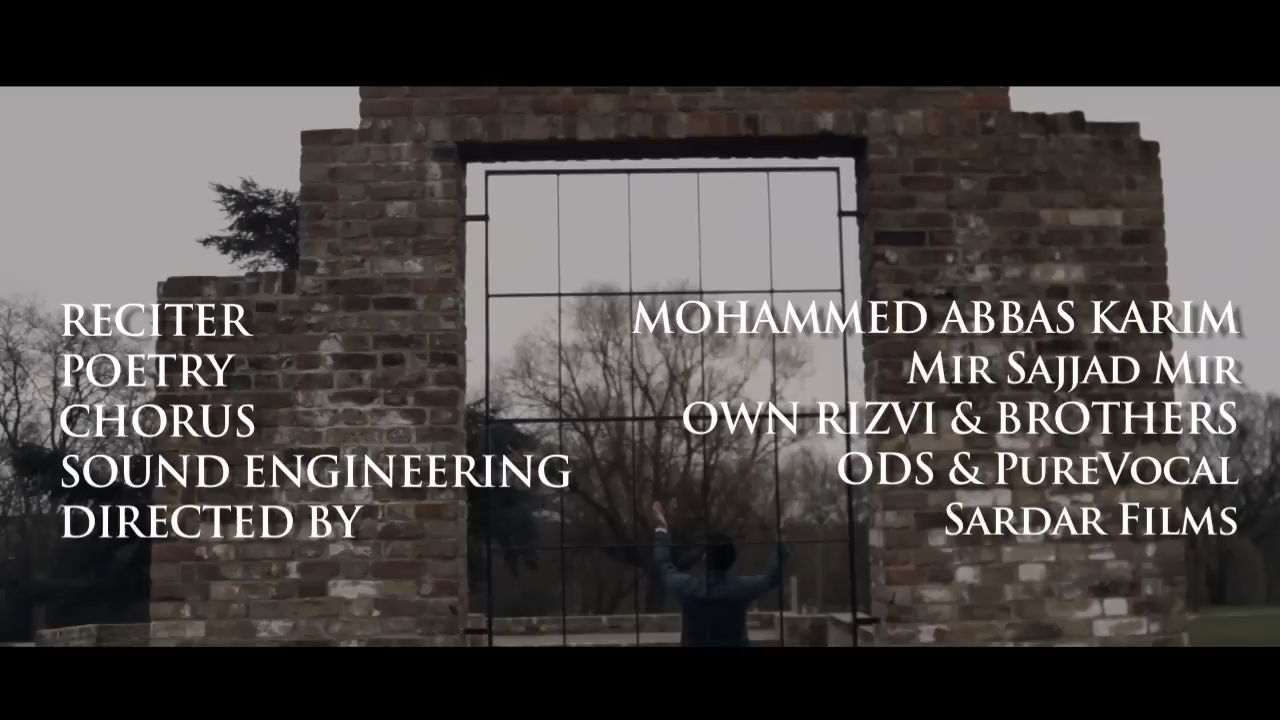 RECITER MOHAMMED ABBAS KARIM
POETRY MIR SAJJAD MIR
CHORUS OWN RIZVI & BROTHERS
SOUND ENGINEERING ODS & PUREVOCAL
DIRECTED BY SARDAR FILMS